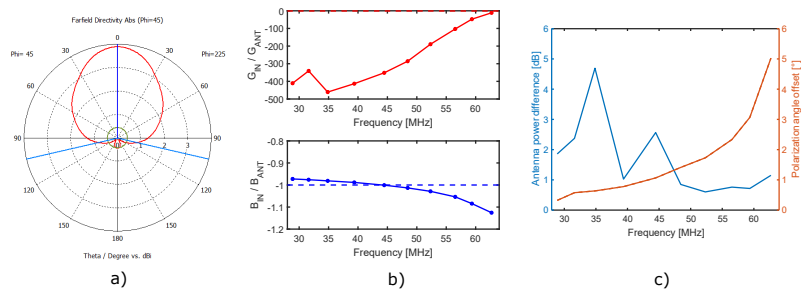 Farfield Directivity Abs (Phi=45)
Phi= 45
0
Phi=225
30
30
60
60
90
1
2
3
90
120
120
150
150
180
Theta / Degree vs. dBi
a)
G_IN / G_ANT
0
-100
-200
-300
-400
-500
30 35 40 45 50 55 60
Frequency [MHz]
B_IN / B_ANT
-0.8
-0.9
-1
-1.1
-1.2
30 35 40 45 50 55 60
Frequency [MHz]
b)
Antenna power difference [dB]
6
5
4
3
2
1
0
30 35 40 45 50 55 60
Frequency [MHz]
6
5
4
3
2
1
0
Polarization angle offset [°]
c)